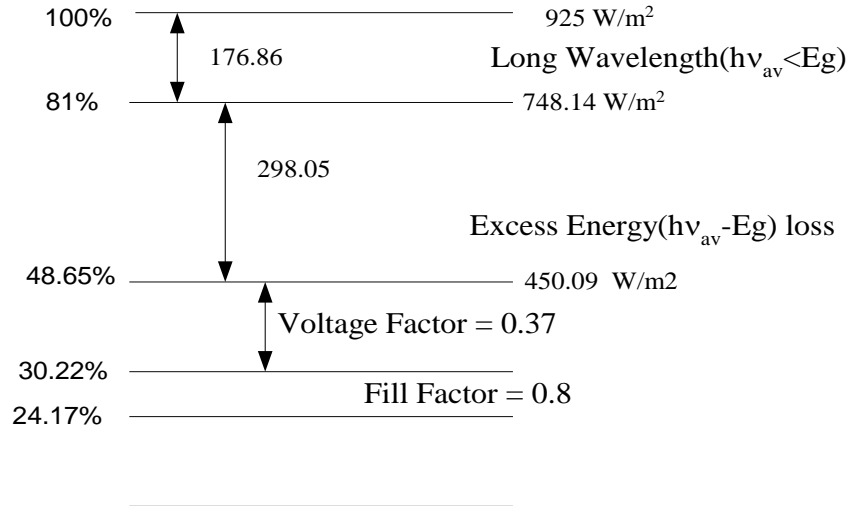 100% 925 W/m²
176.86 Long Wavelength(hν_av<Eg)
81% 748.14 W/m²
298.05
Excess Energy(hν_av-Eg) loss
48.65% 450.09 W/m2
Voltage Factor = 0.37
30.22%
Fill Factor = 0.8
24.17%